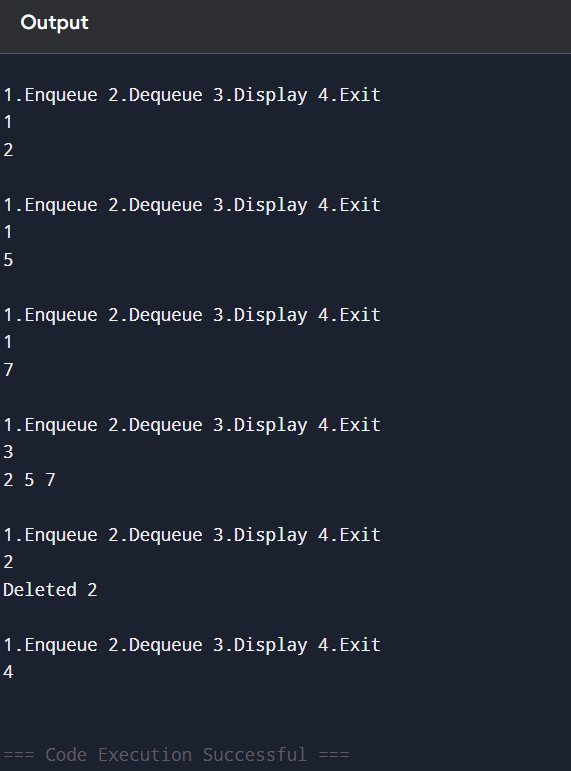 Output
1.Enqueue 2.Dequeue 3.Display 4.Exit
1
2
1.Enqueue 2.Dequeue 3.Display 4.Exit
1
5
1.Enqueue 2.Dequeue 3.Display 4.Exit
1
7
1.Enqueue 2.Dequeue 3.Display 4.Exit
3
2 5 7
1.Enqueue 2.Dequeue 3.Display 4.Exit
2
Deleted 2
1.Enqueue 2.Dequeue 3.Display 4.Exit
4
=== Code Execution Successful ===